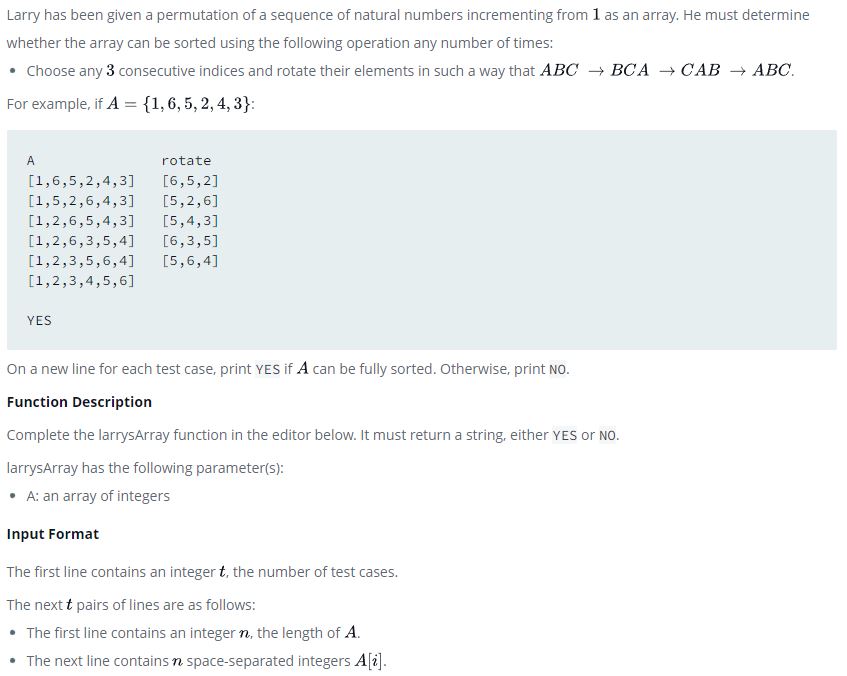 Larry has been given a permutation of a sequence of natural numbers incrementing from 1 as an array. He must determine
whether the array can be sorted using the following operation any number of times:
• Choose any 3 consecutive indices and rotate their elements in such a way that ABC → BCA → CAB → ABC.
For example, if A = {1, 6, 5, 2, 4, 3}:
A rotate
[1,6,5,2,4,3] [6,5,2]
[1,5,2,6,4,3] [5,2,6]
[1,2,6,5,4,3] [5,4,3]
[1,2,6,3,5,4] [6,3,5]
[1,2,3,5,6,4] [5,6,4]
[1,2,3,4,5,6]
YES
On a new line for each test case, print YES if A can be fully sorted. Otherwise, print NO.
Function Description
Complete the larrysArray function in the editor below. It must return a string, either YES or NO.
larrysArray has the following parameter(s):
• A: an array of integers
Input Format
The first line contains an integer t, the number of test cases.
The next t pairs of lines are as follows:
• The first line contains an integer n, the length of A.
• The next line contains n space-separated integers A[i].